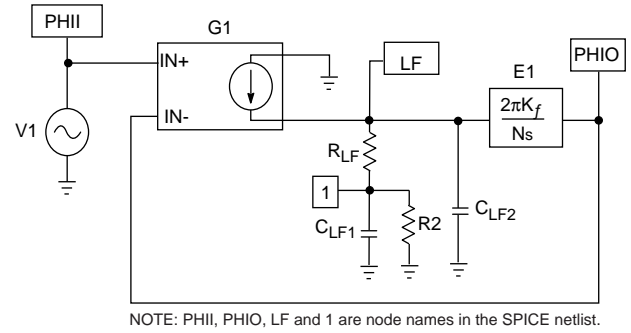 PHII
G1
IN+
IN-
V1
LF
E1
PHIO
2πKf
Ns
RLF
1
CLF1
R2
CLF2
NOTE: PHII, PHIO, LF and 1 are node names in the SPICE netlist.